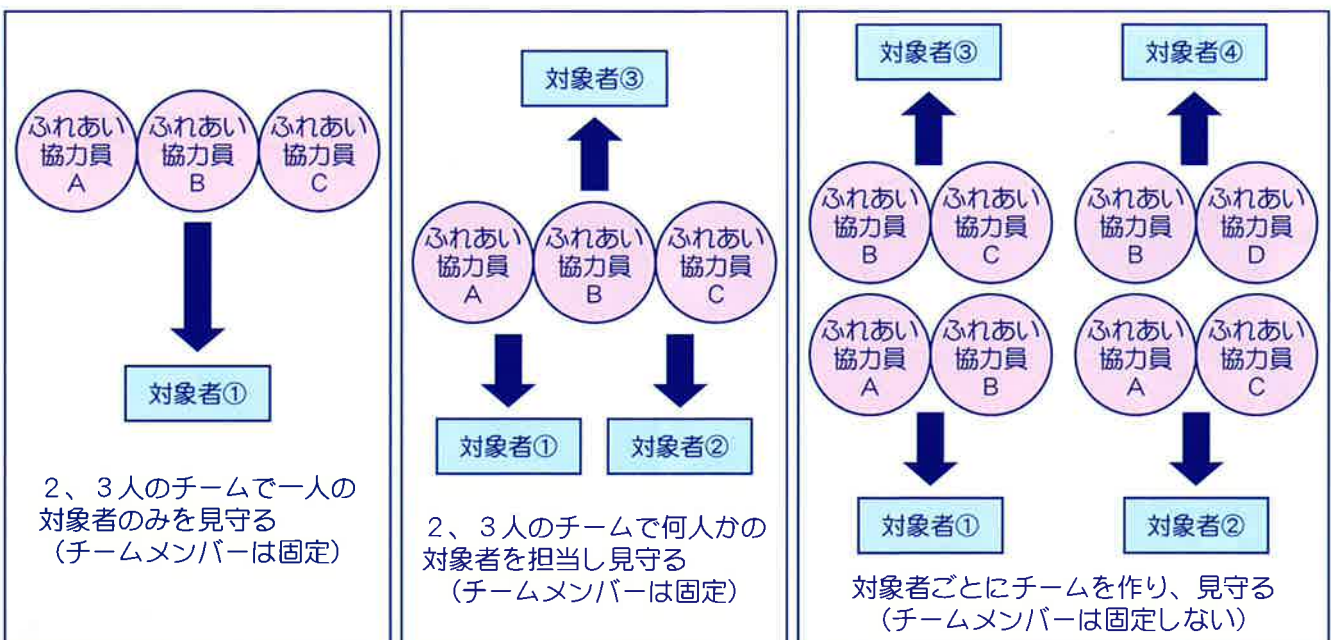 ふれあい
協力員
A
ふれあい
協力員
B
ふれあい
協力員
C
対象者①
2、3人のチームで一人の
対象者のみを見守る
(チームメンバーは固定)
対象者③
ふれあい
協力員
A
ふれあい
協力員
B
ふれあい
協力員
C
対象者①
対象者②
2、3人のチームで何人かの
対象者を担当し見守る
(チームメンバーは固定)
対象者③
対象者④
ふれあい
協力員
B
ふれあい
協力員
C
ふれあい
協力員
B
ふれあい
協力員
D
ふれあい
協力員
A
ふれあい
協力員
B
ふれあい
協力員
A
ふれあい
協力員
C
対象者①
対象者②
対象者ごとにチームを作り、見守る
(チームメンバーは固定しない)